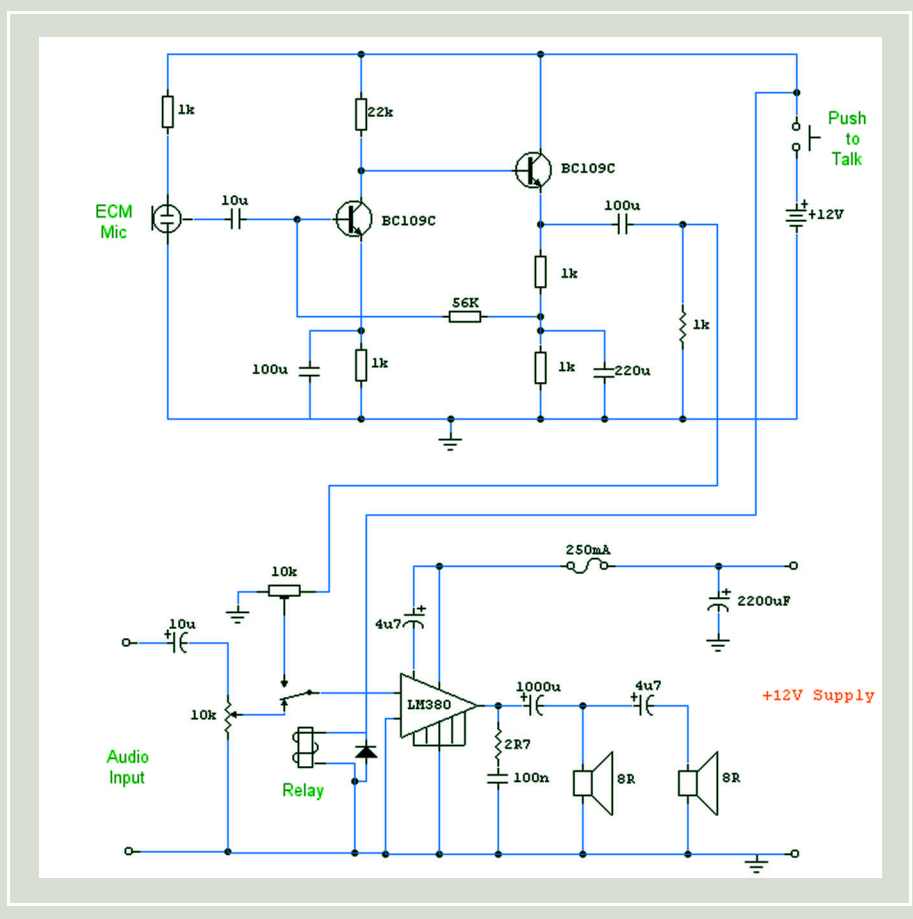 1k
22k
Push
to
Talk
BC109C
10u
100u
ECM
Mic
BC109C
+
+12V
1k
56K
1k
100u
1k
1k
220u
250mA
10k
+
4u7
+
2200uF
+
10u
1000u
+
4u7
+
+12V Supply
LM380
10k
2R7
Audio
Input
Relay
100n
8R
8R